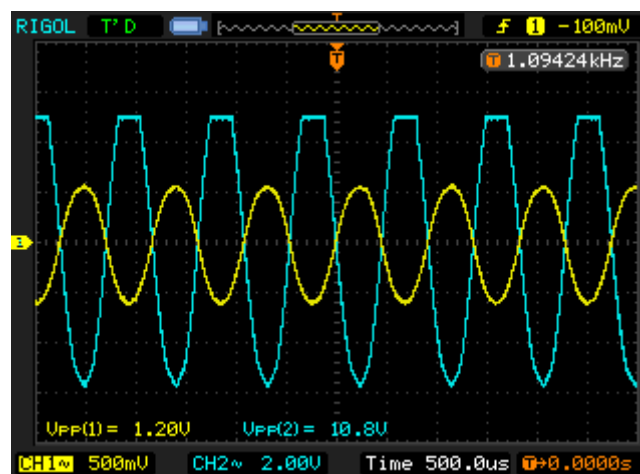 RIGOL T'D T f 1 -100mV
T 1.09424kHz
T
1
VPP(1)= 1.20V VPP(2)= 10.8V
CH1~ 500mV CH2~ 2.00V Time 500.0us T→0.0000s